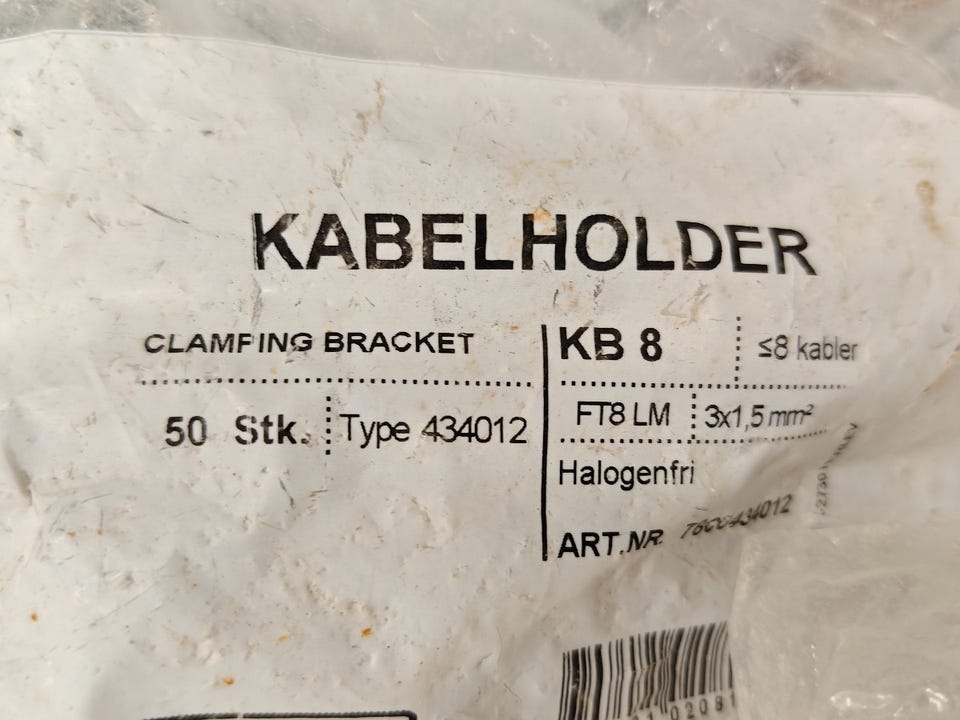 KABELHOLDER
CLAMPING BRACKET
50 Stk. Type 434012
KB 8 ≤8 kabler
FT8 LM 3x1,5 mm²
Halogenfri
ART.NR. 7600434012